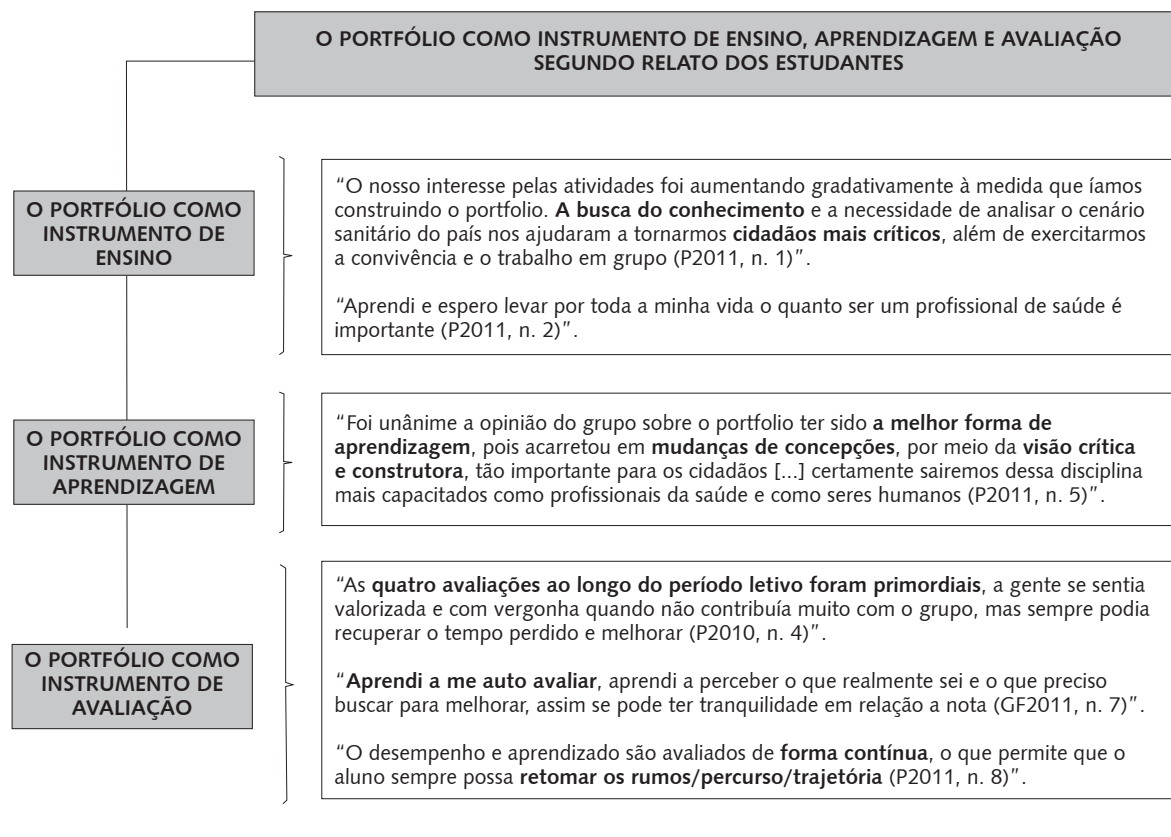 O PORTFÓLIO COMO INSTRUMENTO DE ENSINO, APRENDIZAGEM E AVALIAÇÃO
SEGUNDO RELATO DOS ESTUDANTES
O PORTFÓLIO COMO
INSTRUMENTO DE
ENSINO
“O nosso interesse pelas atividades foi aumentando gradativamente à medida que íamos
construindo o portfolio. A busca do conhecimento e a necessidade de analisar o cenário
sanitário do país nos ajudaram a tornarmos cidadãos mais críticos, além de exercitarmos
a convivência e o trabalho em grupo (P2011, n. 1)”.
“Aprendi e espero levar por toda a minha vida o quanto ser um profissional de saúde é
importante (P2011, n. 2)”.
O PORTFÓLIO COMO
INSTRUMENTO DE
APRENDIZAGEM
“Foi unânime a opinião do grupo sobre o portfolio ter sido a melhor forma de
aprendizagem, pois acarretou em mudanças de concepções, por meio da visão crítica
e construtora, tão importante para os cidadãos [...] certamente sairemos dessa disciplina
mais capacitados como profissionais da saúde e como seres humanos (P2011, n. 5)”.
O PORTFÓLIO COMO
INSTRUMENTO DE
AVALIAÇÃO
“As quatro avaliações ao longo do período letivo foram primordiais, a gente se sentia
valorizada e com vergonha quando não contribuía muito com o grupo, mas sempre podia
recuperar o tempo perdido e melhorar (P2010, n. 4)”.
“Aprendi a me auto avaliar, aprendi a perceber o que realmente sei e o que preciso
buscar para melhorar, assim se pode ter tranquilidade em relação a nota (GF2011, n. 7)”.
“O desempenho e aprendizado são avaliados de forma contínua, o que permite que o
aluno sempre possa retomar os rumos/percurso/trajetória (P2011, n. 8)”.